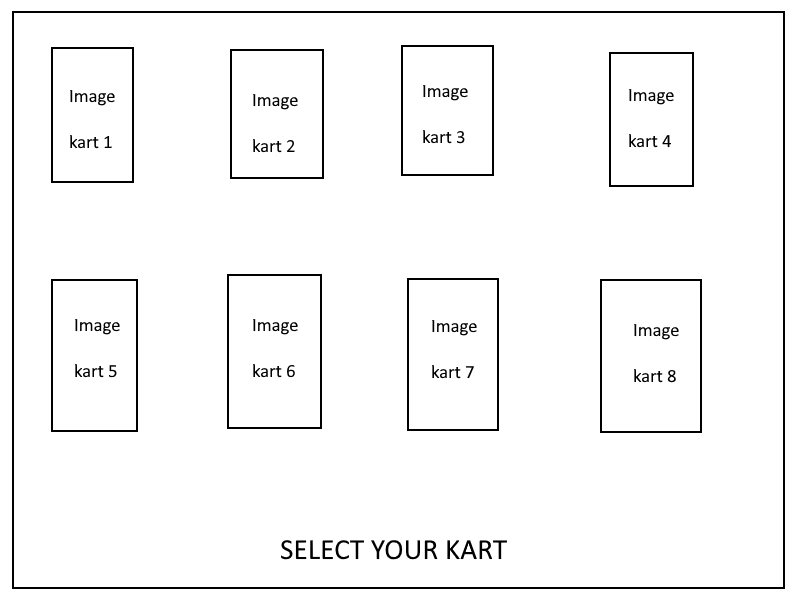 Image
kart 1
Image
kart 2
Image
kart 3
Image
kart 4
Image
kart 5
Image
kart 6
Image
kart 7
Image
kart 8
SELECT YOUR KART